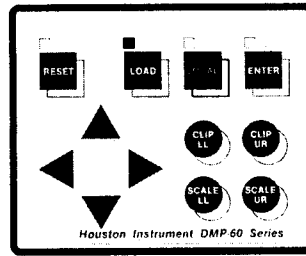 RESET LOAD ENTER
CLIP LL CLIP UR
SCALE LL SCALE UR
Houston Instrument DMP-60 Series